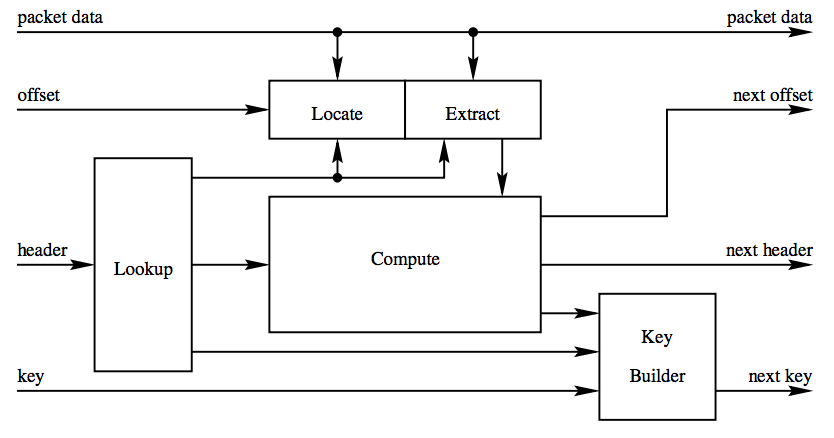 packet data
packet data
offset
next offset
Locate
Extract
header
next header
Lookup
Compute
Key
Builder
key
next key